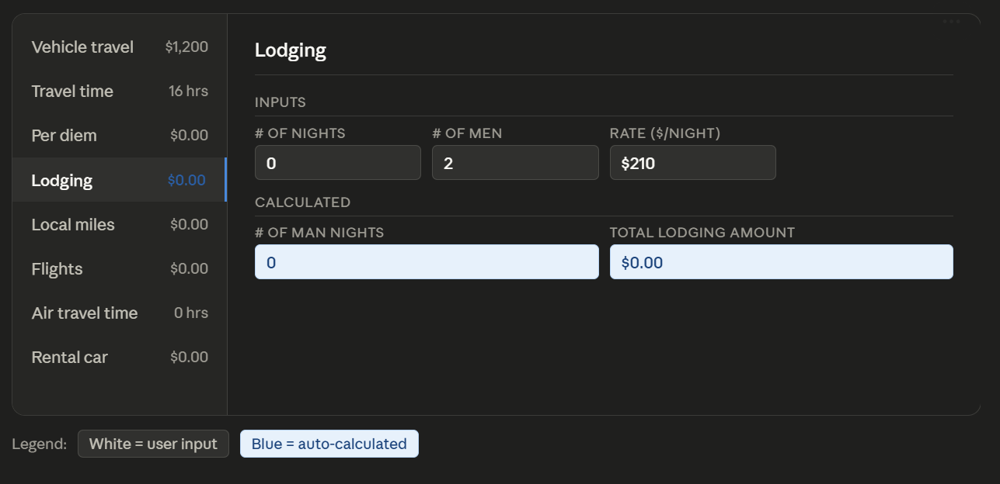 Vehicle travel $1,200
Travel time 16 hrs
Per diem $0.00
Lodging $0.00
Local miles $0.00
Flights $0.00
Air travel time 0 hrs
Rental car $0.00
Lodging
INPUTS
# OF NIGHTS # OF MEN RATE ($/NIGHT)
0 2 $210
CALCULATED
# OF MAN NIGHTS TOTAL LODGING AMOUNT
0 $0.00
Legend: White = user input Blue = auto-calculated